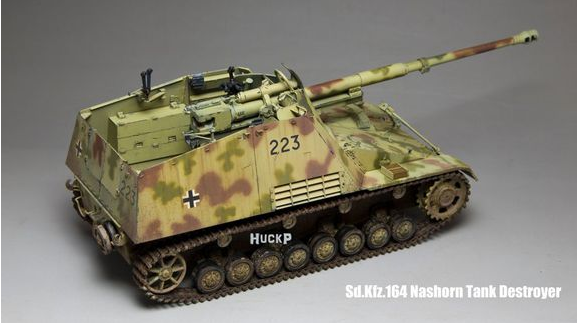 223
223
HUCKP
Sd.Kfz.164 Nashorn Tank Destroyer